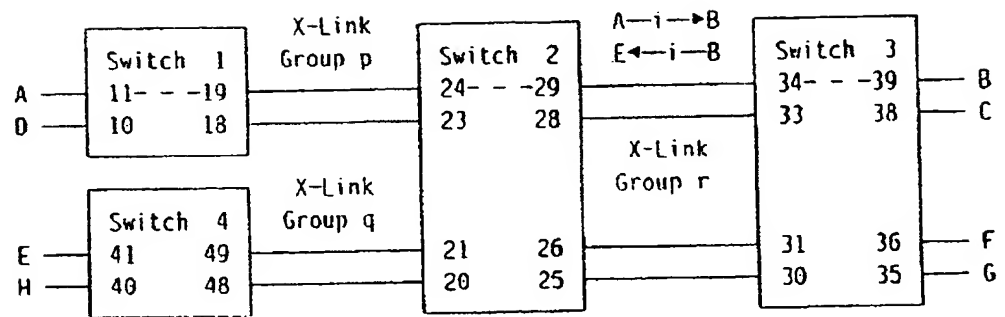 X-Link
Group p
A—i→B
E←i—B
Switch 1
Switch 2
Switch 3
A 11- - -19 24- - -29 34- - -39 B
D 10 18 23 28 33 38 C
X-Link
Group r
X-Link
Group q
Switch 4
E 41 49 21 26 31 36 F
H 40 48 20 25 30 35 G